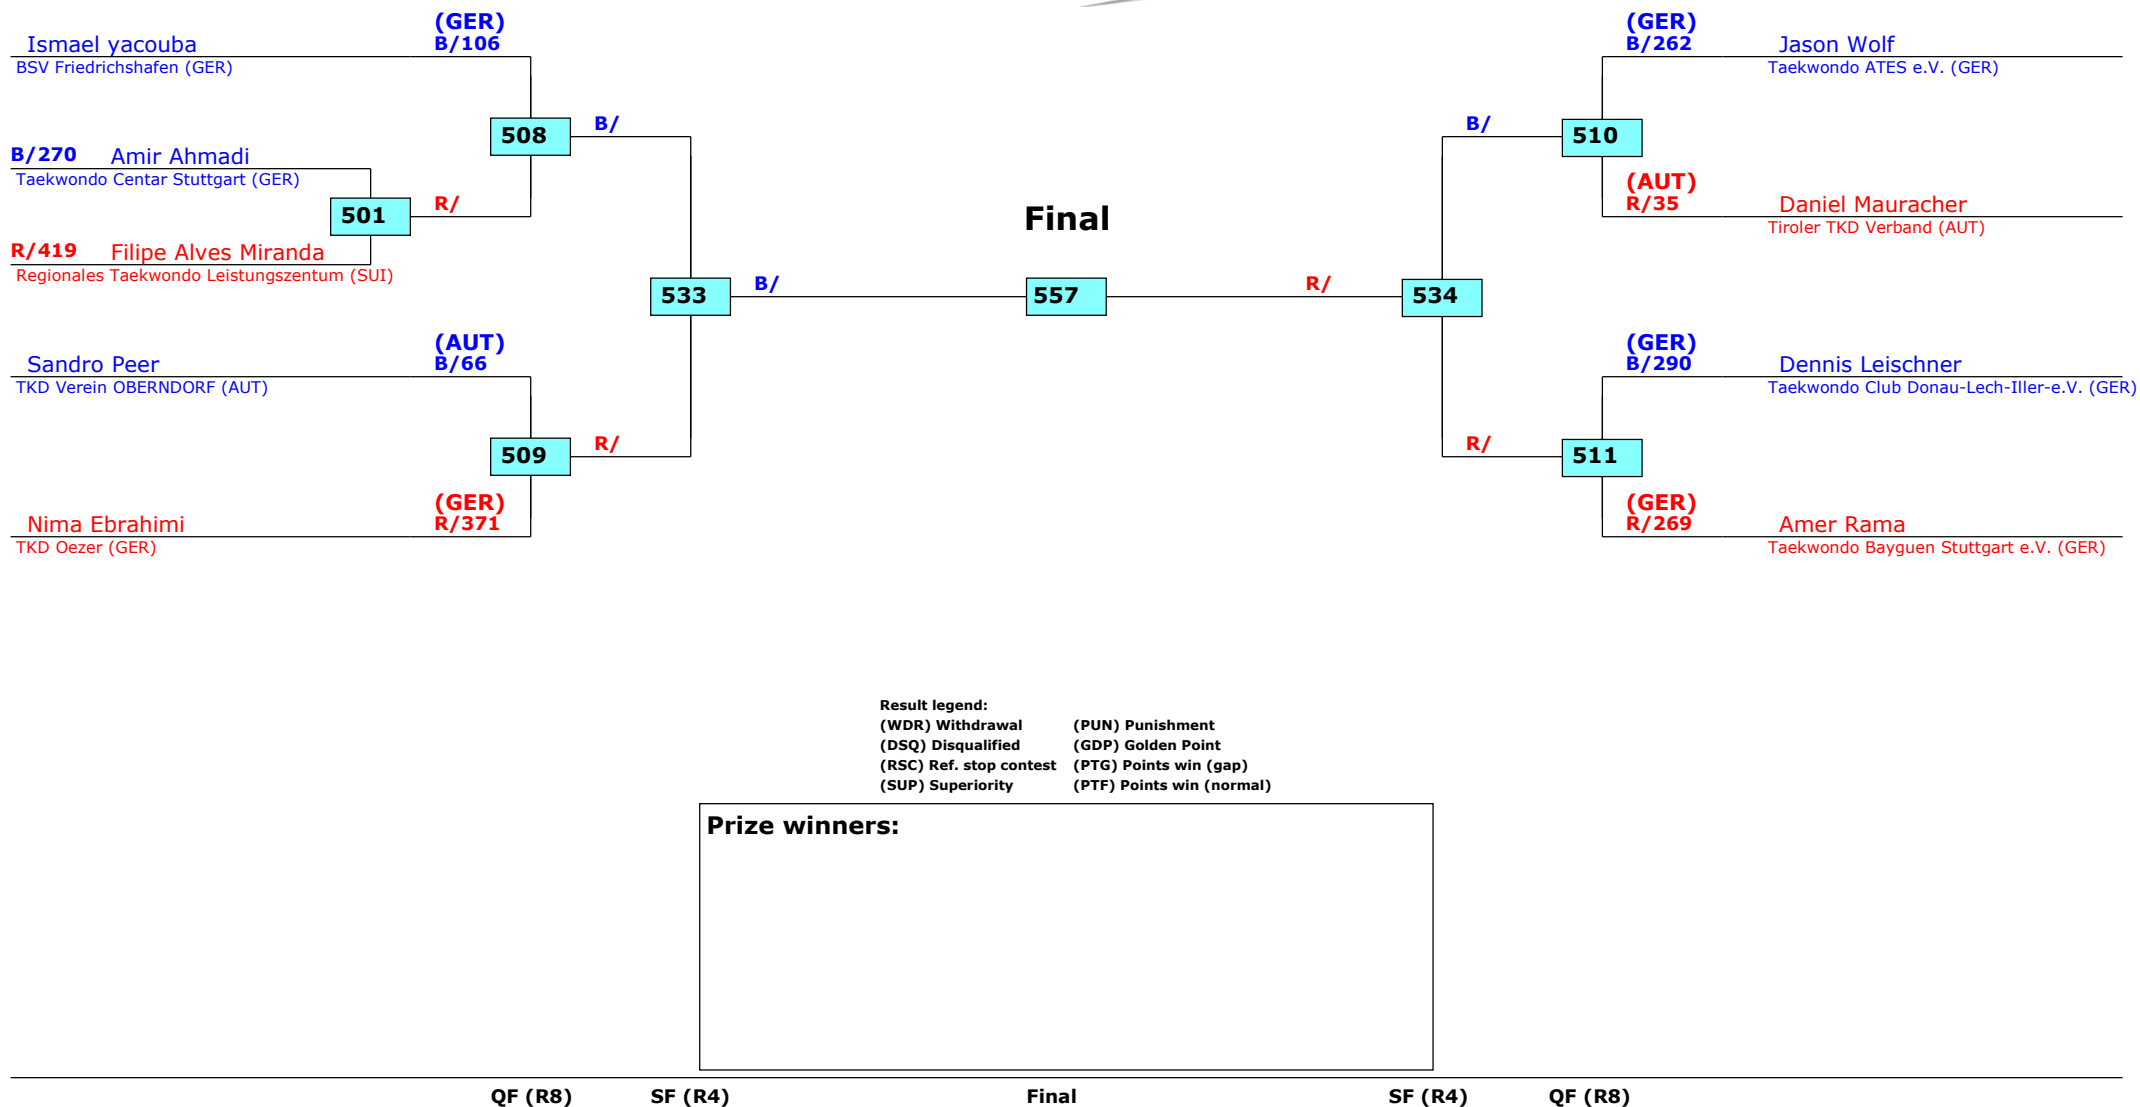 (GER)
Ismael yacouba B/106
BSV Friedrichshafen (GER)
508
B/
B/270 Amir Ahmadi
Taekwondo Centar Stuttgart (GER)
501
R/
R/419 Filipe Alves Miranda
Regionales Taekwondo Leistungszentum (SUI)
533
B/
(AUT)
Sandro Peer B/66
TKD Verein OBERNDORF (AUT)
509
R/
(GER)
Nima Ebrahimi R/371
TKD Oezer (GER)
Final
557
(GER)
B/262 Jason Wolf
Taekwondo ATES e.V. (GER)
B/
510
(AUT)
R/35 Daniel Mauracher
Tiroler TKD Verband (AUT)
R/
534
(GER)
B/290 Dennis Leischner
Taekwondo Club Donau-Lech-Iller-e.V. (GER)
R/
511
(GER)
R/269 Amer Rama
Taekwondo Bayguen Stuttgart e.V. (GER)
Result legend:
(WDR) Withdrawal (PUN) Punishment
(DSQ) Disqualified (GDP) Golden Point
(RSC) Ref. stop contest (PTG) Points win (gap)
(SUP) Superiority (PTF) Points win (normal)
Prize winners:
QF (R8) SF (R4) Final SF (R4) QF (R8)